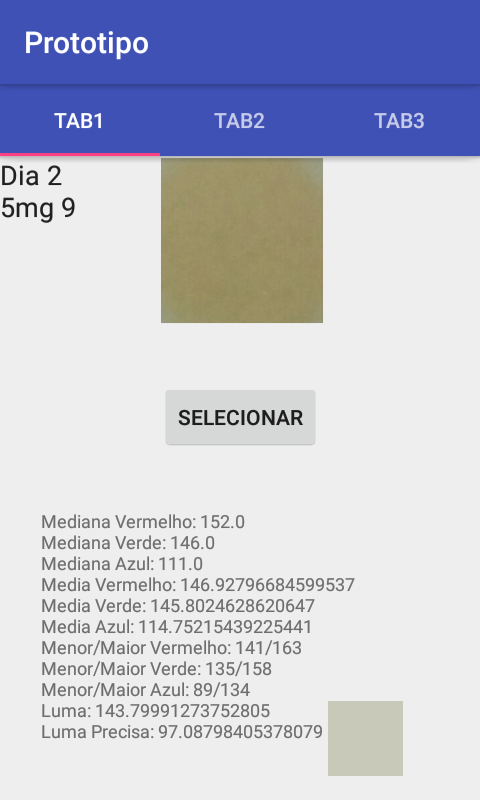 Prototipo
TAB1 TAB2 TAB3
Dia 2
5mg 9
SELECIONAR
Mediana Vermelho: 152.0
Mediana Verde: 146.0
Mediana Azul: 111.0
Media Vermelho: 146.92796684599537
Media Verde: 145.8024628620647
Media Azul: 114.75215439225441
Menor/Maior Vermelho: 141/163
Menor/Maior Verde: 135/158
Menor/Maior Azul: 89/134
Luma: 143.79991273752805
Luma Precisa: 97.08798405378079